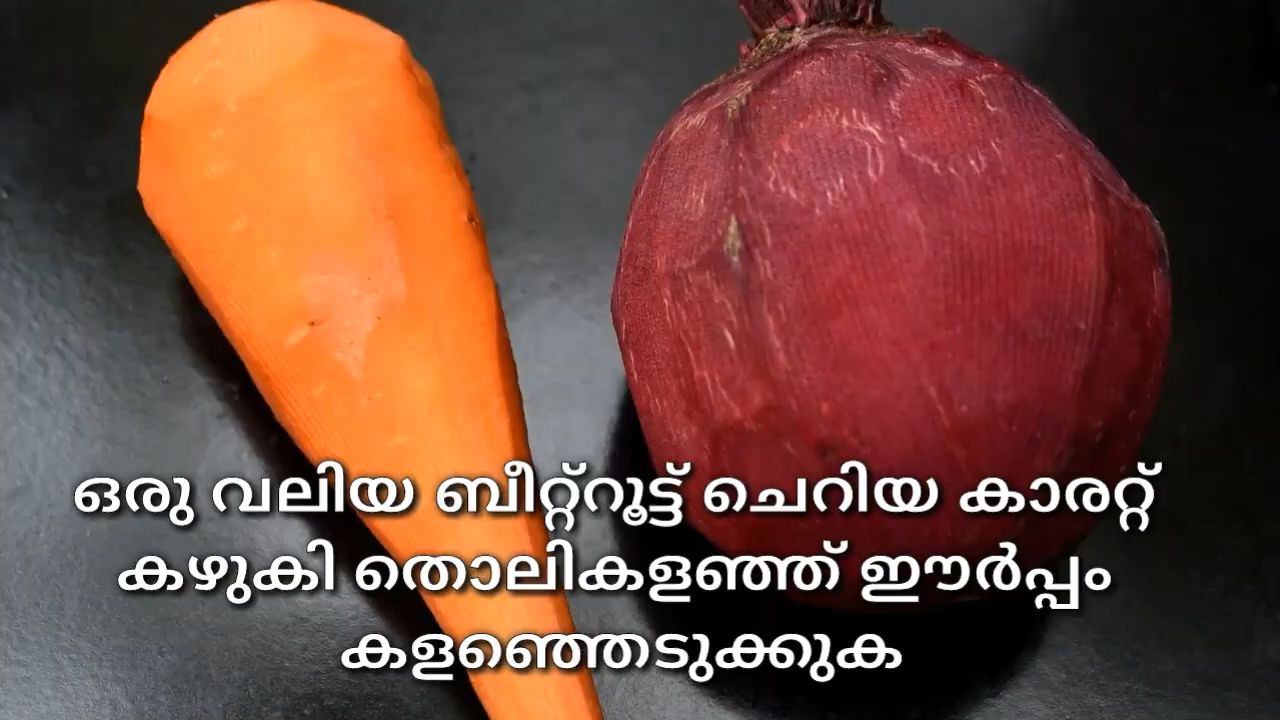 ഒരു വലിയ ബീറ്റ്റൂട്ട് ചെറിയ കാരറ്റ്
കഴുകി തൊലികളഞ്ഞ് ഈർപ്പം
കളഞ്ഞെടുക്കുക